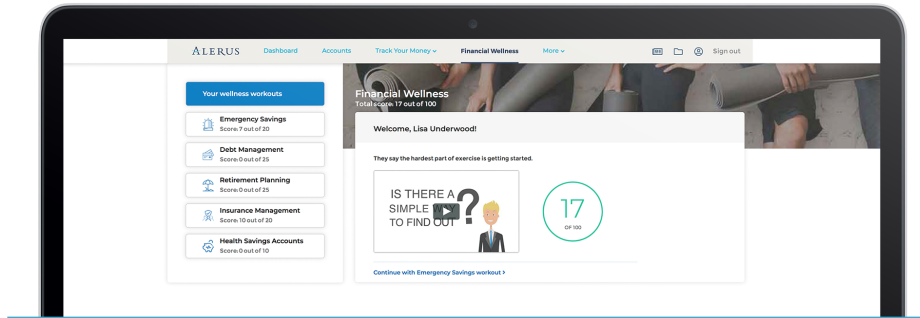 ALERUS Dashboard Accounts Track Your Money Financial Wellness More Sign out
Your wellness workouts
Emergency Savings
Score: 7 out of 20
Debt Management
Score: 0 out of 25
Retirement Planning
Score: 0 out of 25
Insurance Management
Score: 10 out of 20
Health Savings Accounts
Score: 0 out of 10
Financial Wellness
Total score: 17 out of 100
Welcome, Lisa Underwood!
They say the hardest part of exercise is getting started.
IS THERE A
SIMPLE WAY
TO FIND OUT
?
17
OF 100
Continue with Emergency Savings workout >